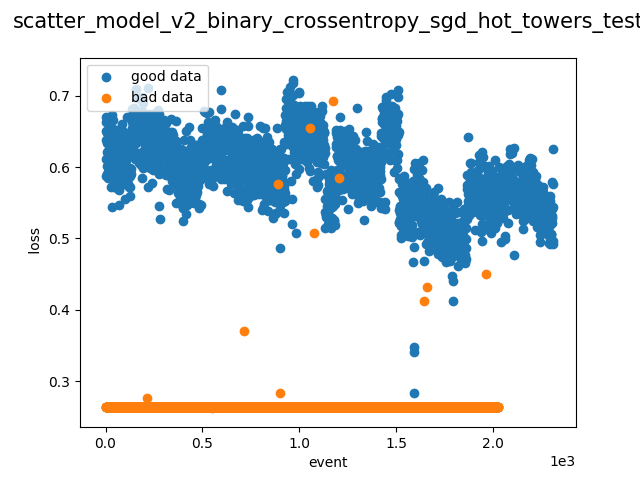 scatter_model_v2_binary_crossentropy_sgd_hot_towers_test
good data
bad data
0.7
0.6
0.5
0.4
0.3
loss
0.0 0.5 1.0 1.5 2.0
event
1e3